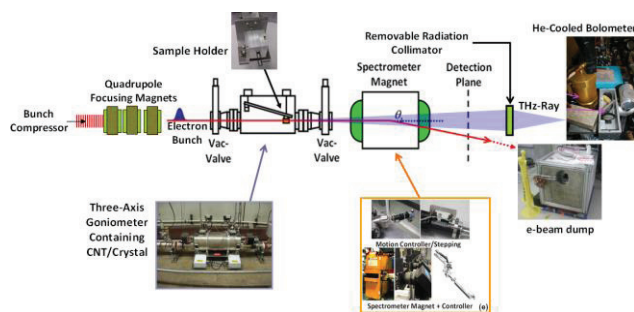 He-Cooled Bolometer
Removable Radiation
Collimator
Sample Holder
Spectrometer
Magnet
Detection
Plane
Quadrupole
Focusing Magnets
Bunch
Compressor
Electron
Bunch
Vac-
Valve
Vac-
Valve
θ
THz-Ray
Three-Axis
Goniometer
Containing
CNT/Crystal
e-beam dump
Motion Controller/Stepping
Spectrometer Magnet + Controller
(e)